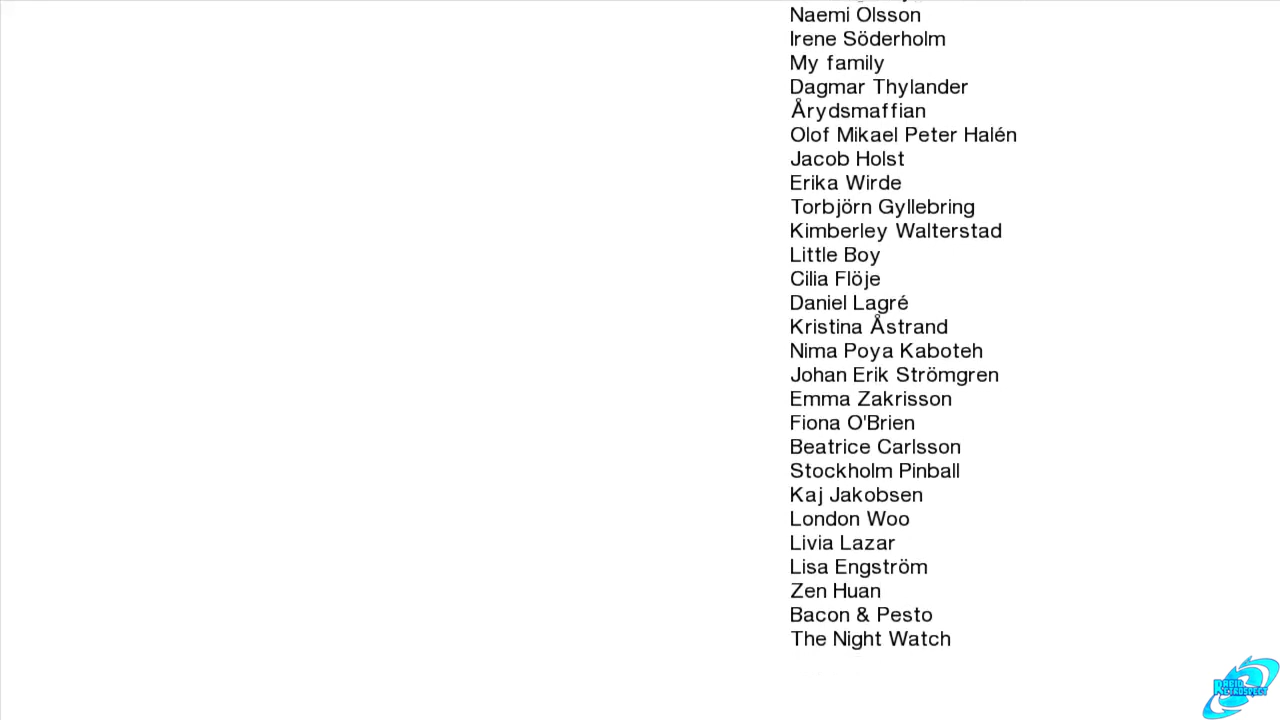 Naemi Olsson
Irene Söderholm
My family
Dagmar Thylander
Årydsmaffian
Olof Mikael Peter Halén
Jacob Holst
Erika Wirde
Torbjörn Gyllebring
Kimberley Walterstad
Little Boy
Cilia Flöje
Daniel Lagré
Kristina Åstrand
Nima Poya Kaboteh
Johan Erik Strömgren
Emma Zakrisson
Fiona O'Brien
Beatrice Carlsson
Stockholm Pinball
Kaj Jakobsen
London Woo
Livia Lazar
Lisa Engström
Zen Huan
Bacon & Pesto
The Night Watch
Retrospect